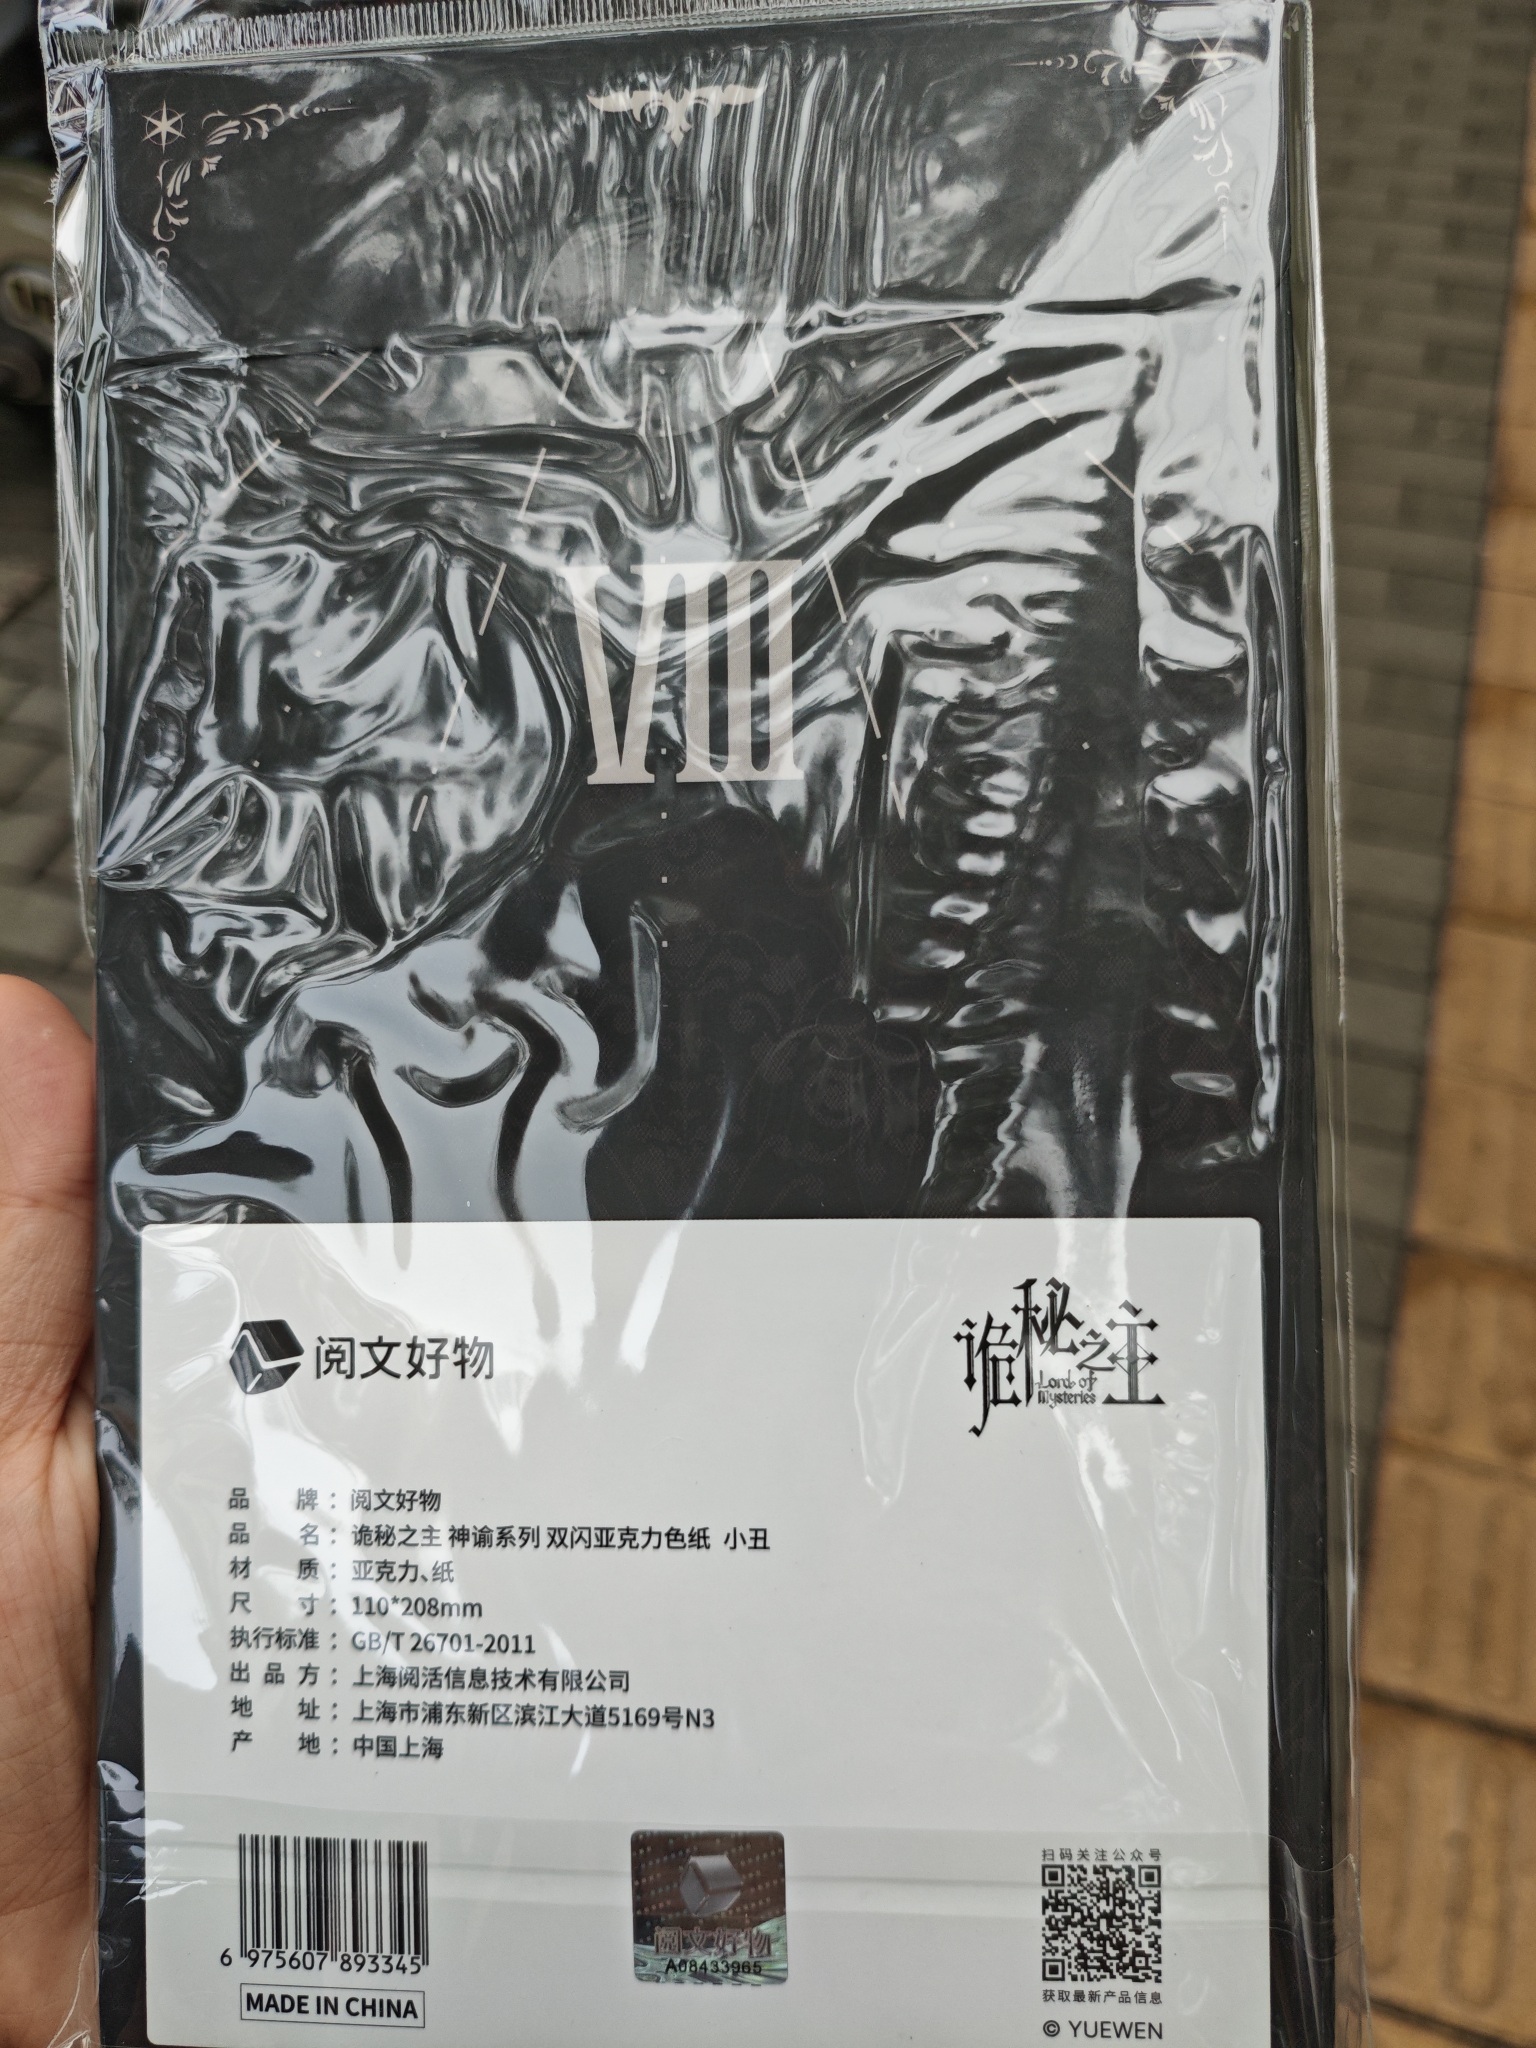 VIII
阅文好物
诡秘之主
Lord of
Mysteries
品 牌：阅文好物
品 名：诡秘之主 神谕系列 双闪亚克力色纸 小丑
材 质：亚克力、纸
尺 寸：110*208mm
执行标准：GB/T 26701-2011
出 品 方：上海阅活信息技术有限公司
地 址：上海市浦东新区滨江大道5169号N3
产 地：中国上海
6 975607 893345
MADE IN CHINA
阅文好物
A08433965
扫码关注公众号
获取最新产品信息
© YUEWEN